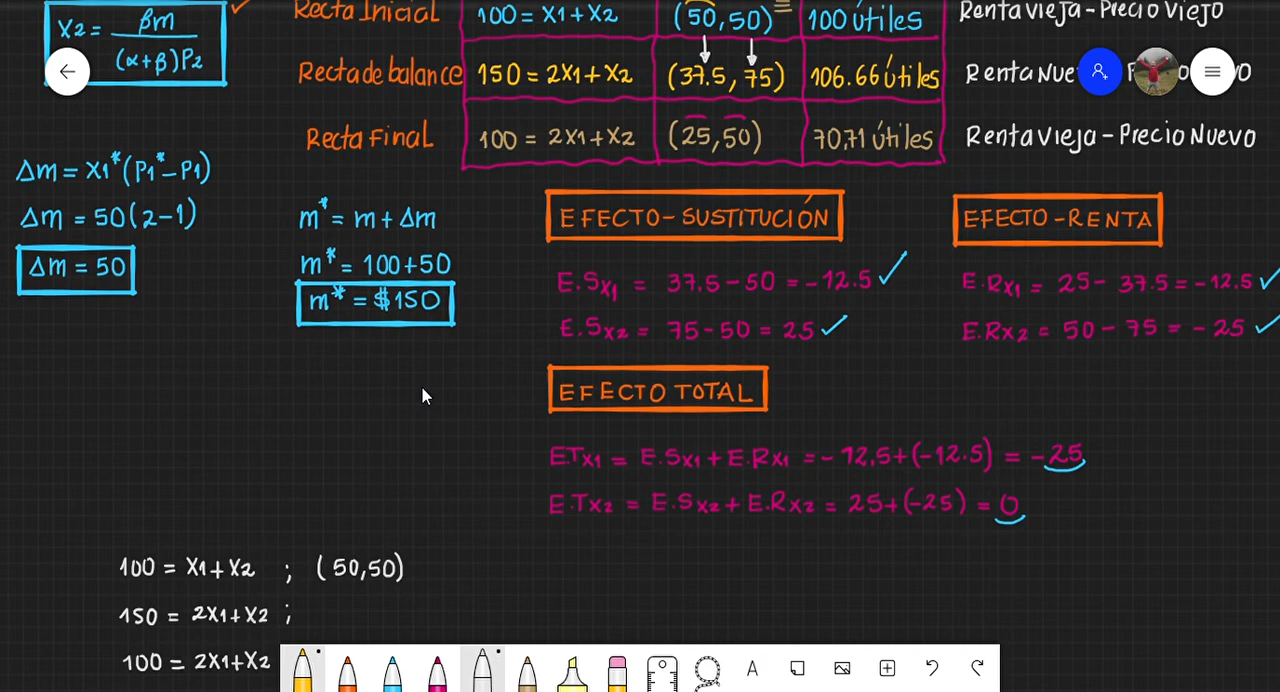 X2 = βm / (α+β)P2
Recta Inicial 100 = X1+X2 (50,50) 100 útiles Renta Vieja - Precio Viejo
Recta de balance 150 = 2X1+X2 (37.5, 75) 106.66 útiles Renta Nue
Recta Final 100 = 2X1+X2 (25,50) 70,71 útiles Renta Vieja - Precio Nuevo
Δm = X1*(P1*-P1)
Δm = 50(2-1)
Δm = 50
m* = m + Δm
m* = 100+50
m* = $150
EFECTO-SUSTITUCIÓN
E.Sx1 = 37.5-50 = -12.5
E.Sx2 = 75-50 = 25
EFECTO-RENTA
E.Rx1 = 25-37.5 = -12.5
E.Rx2 = 50-75 = -25
EFECTO TOTAL
E.Tx1 = E.Sx1 + E.Rx1 = -12,5+(-12.5) = -25
E.Tx2 = E.Sx2 + E.Rx2 = 25+(-25) = 0
100 = X1+X2 ; (50,50)
150 = 2X1+X2 ;
100 = 2X1+X2